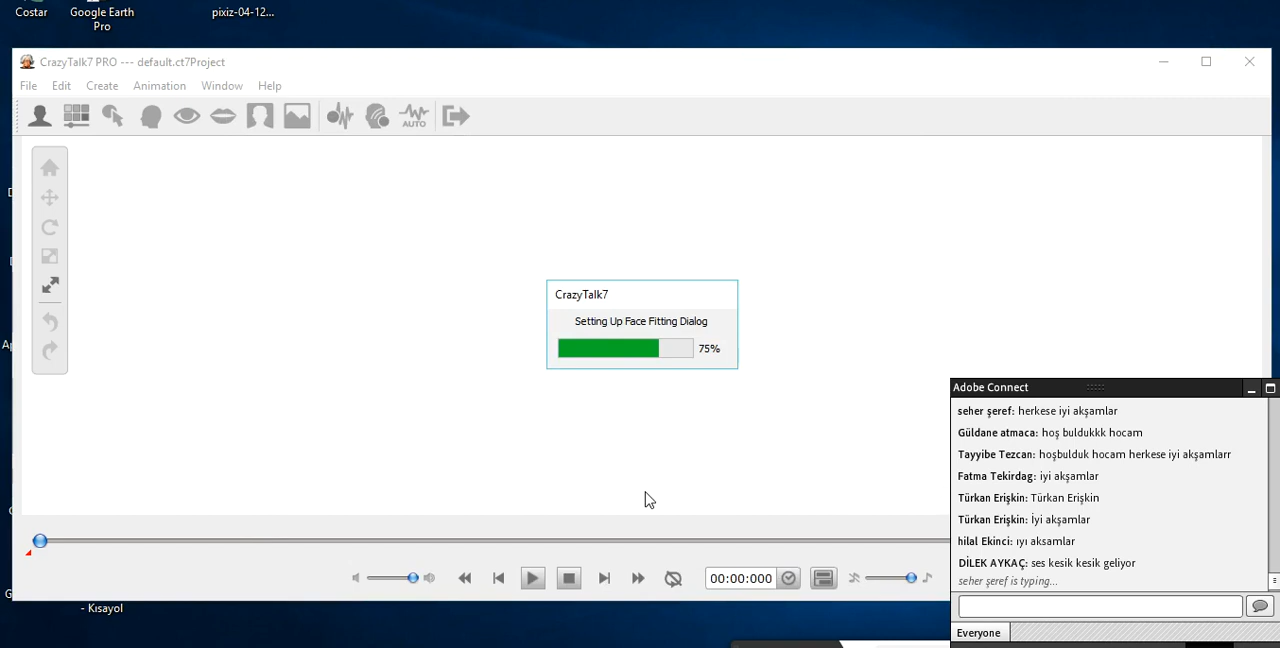 Costar
Google Earth
Pro
pixiz-04-12...
CrazyTalk7 PRO --- default.ct7Project
File Edit Create Animation Window Help
AUTO
CrazyTalk7
Setting Up Face Fitting Dialog
75%
Adobe Connect
seher şeref: herkese iyi akşamlar
Güldane atmaca: hoş buldukkk hocam
Tayyibe Tezcan: hoşbulduk hocam herkese iyi akşamlarr
Fatma Tekirdag: iyi akşamlar
Türkan Erişkin: Türkan Erişkin
Türkan Erişkin: İyi akşamlar
hilal Ekinci: ıyı aksamlar
DİLEK AYKAÇ: ses kesik kesik geliyor
seher şeref is typing...
00:00:000
- Kısayol
Everyone